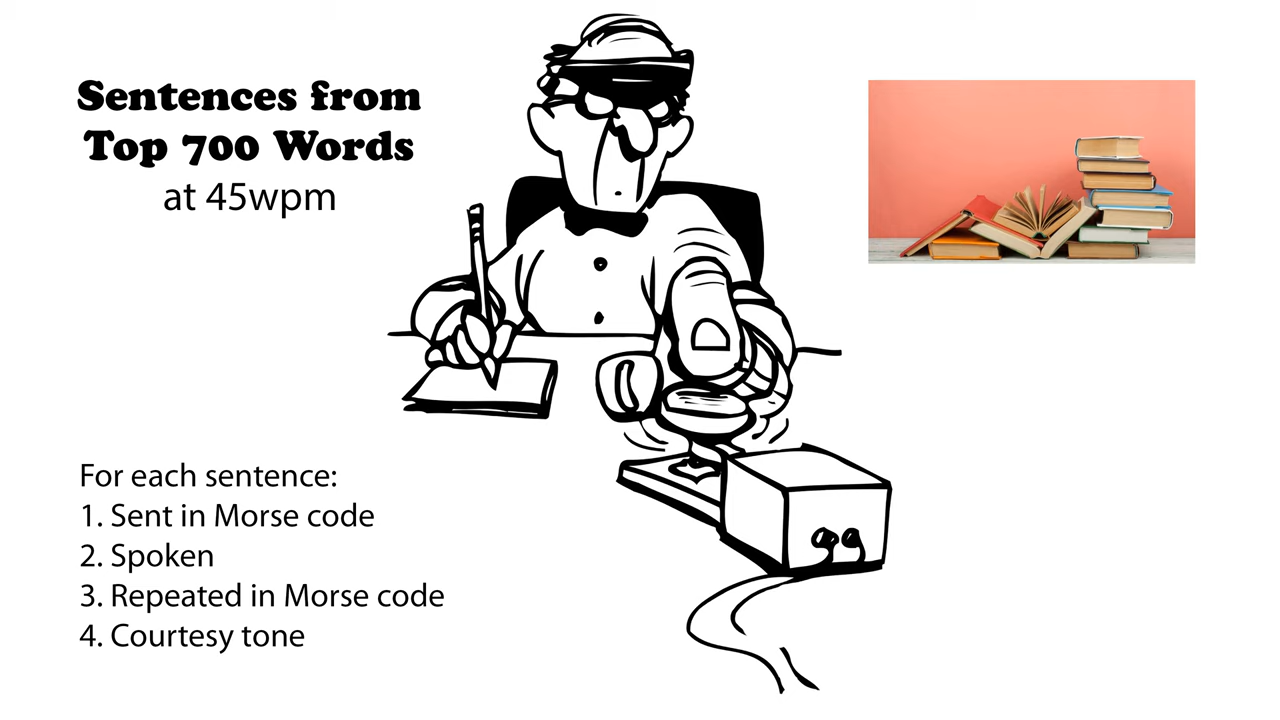 Sentences from
Top 700 Words
at 45wpm
For each sentence:
1. Sent in Morse code
2. Spoken
3. Repeated in Morse code
4. Courtesy tone